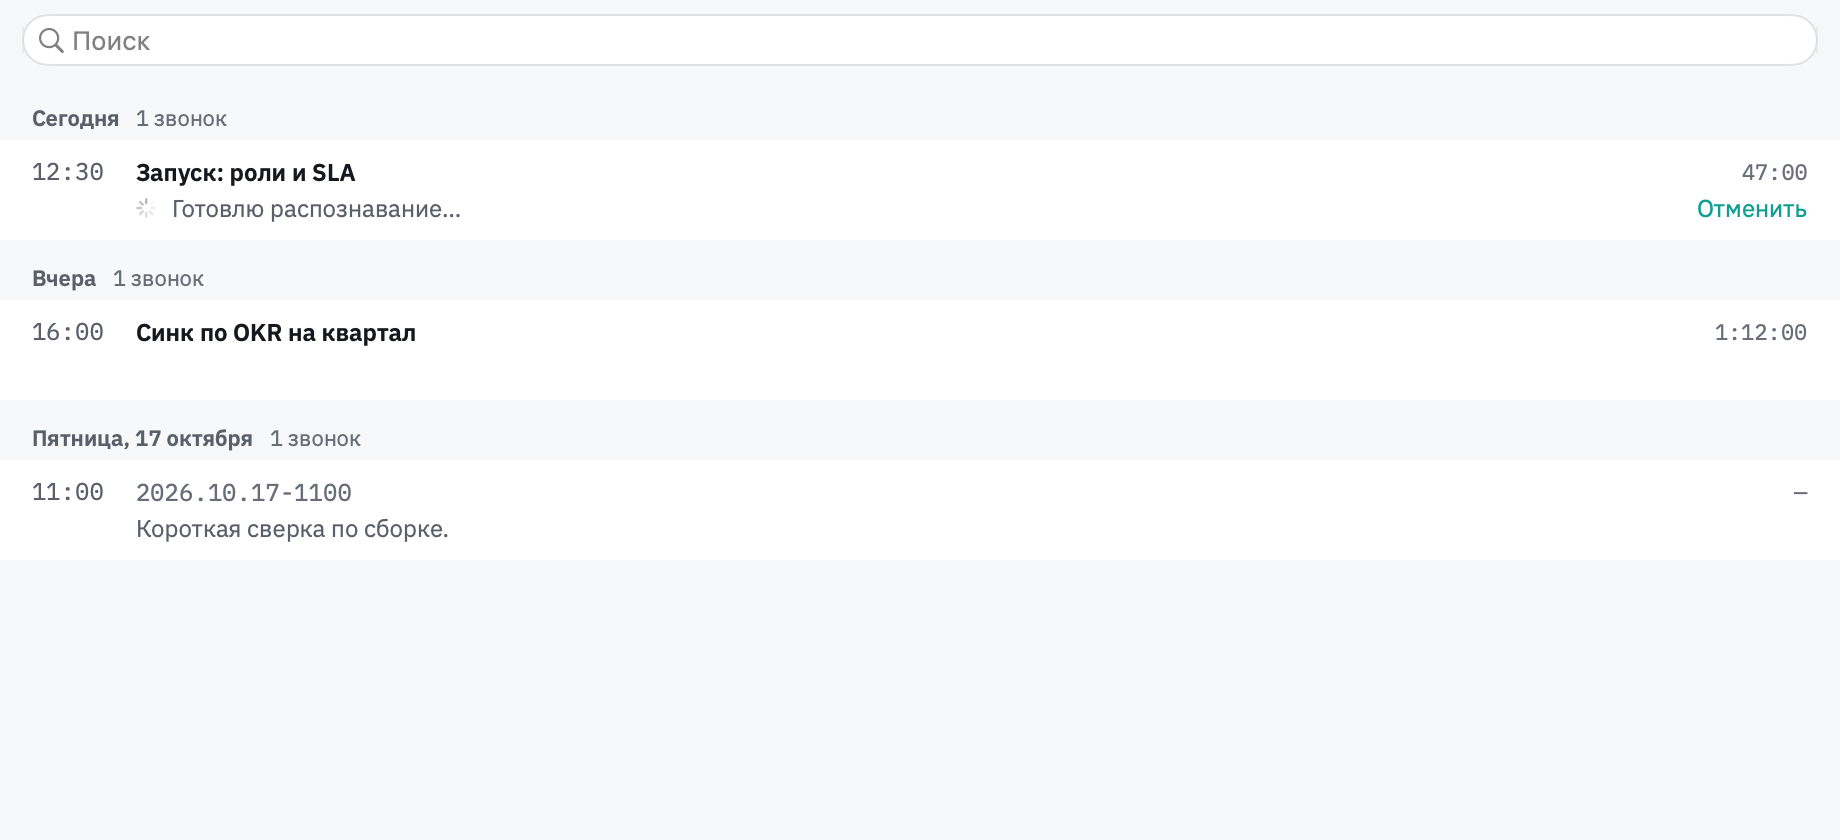 Поиск
Сегодня 1 звонок
12:30 Запуск: роли и SLA 47:00
Готовлю распознавание... Отменить
Вчера 1 звонок
16:00 Синк по OKR на квартал 1:12:00
Пятница, 17 октября 1 звонок
11:00 2026.10.17-1100 —
Короткая сверка по сборке.